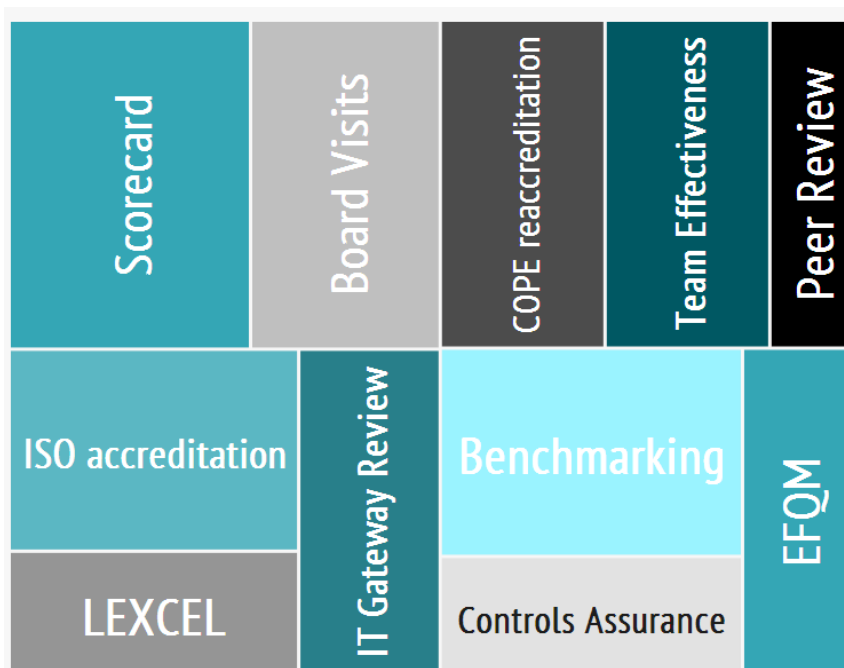 Scorecard
Board Visits
COPE reaccreditation
Team Effectiveness
Peer Review
ISO accreditation
IT Gateway Review
Benchmarking
EFQM
LEXCEL
Controls Assurance